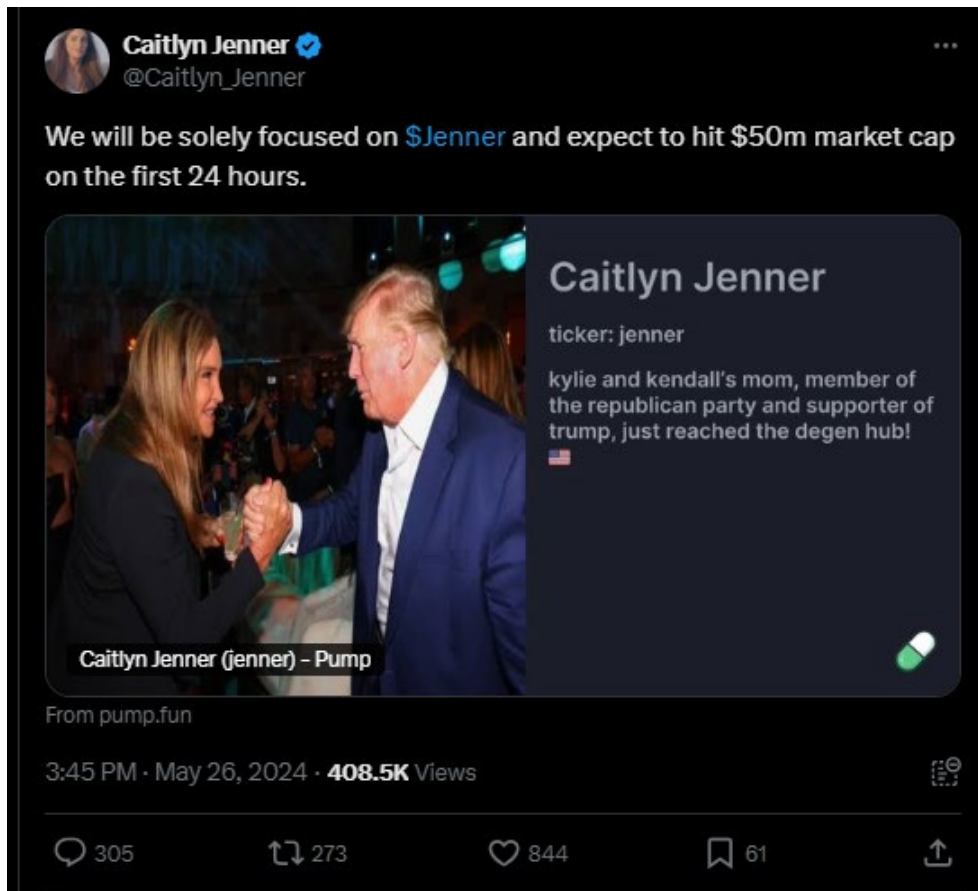 Caitlyn Jenner
@Caitlyn_Jenner
We will be solely focused on $Jenner and expect to hit $50m market cap
on the first 24 hours.
Caitlyn Jenner
ticker: jenner
kylie and kendall's mom, member of
the republican party and supporter of
trump, just reached the degen hub!
Caitlyn Jenner (jenner) – Pump
From pump.fun
3:45 PM · May 26, 2024 · 408.5K Views
305 273 844 61